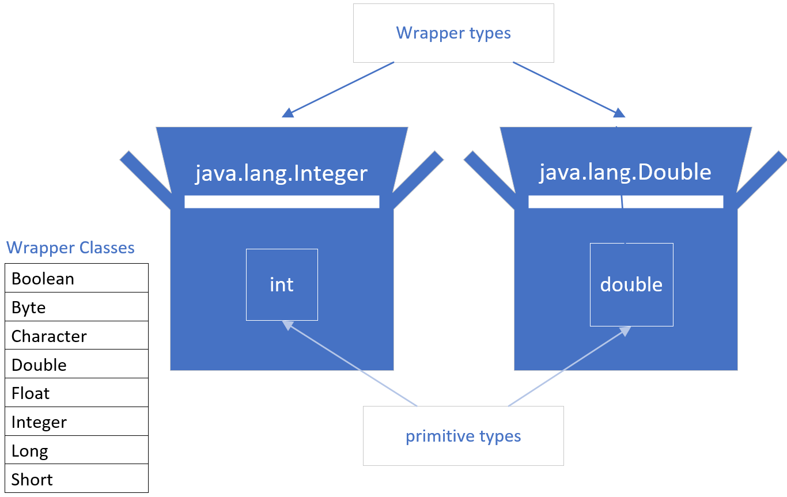 Wrapper types
java.lang.Integer
java.lang.Double
Wrapper Classes
Boolean
Byte
Character
Double
Float
Integer
Long
Short
int
double
primitive types